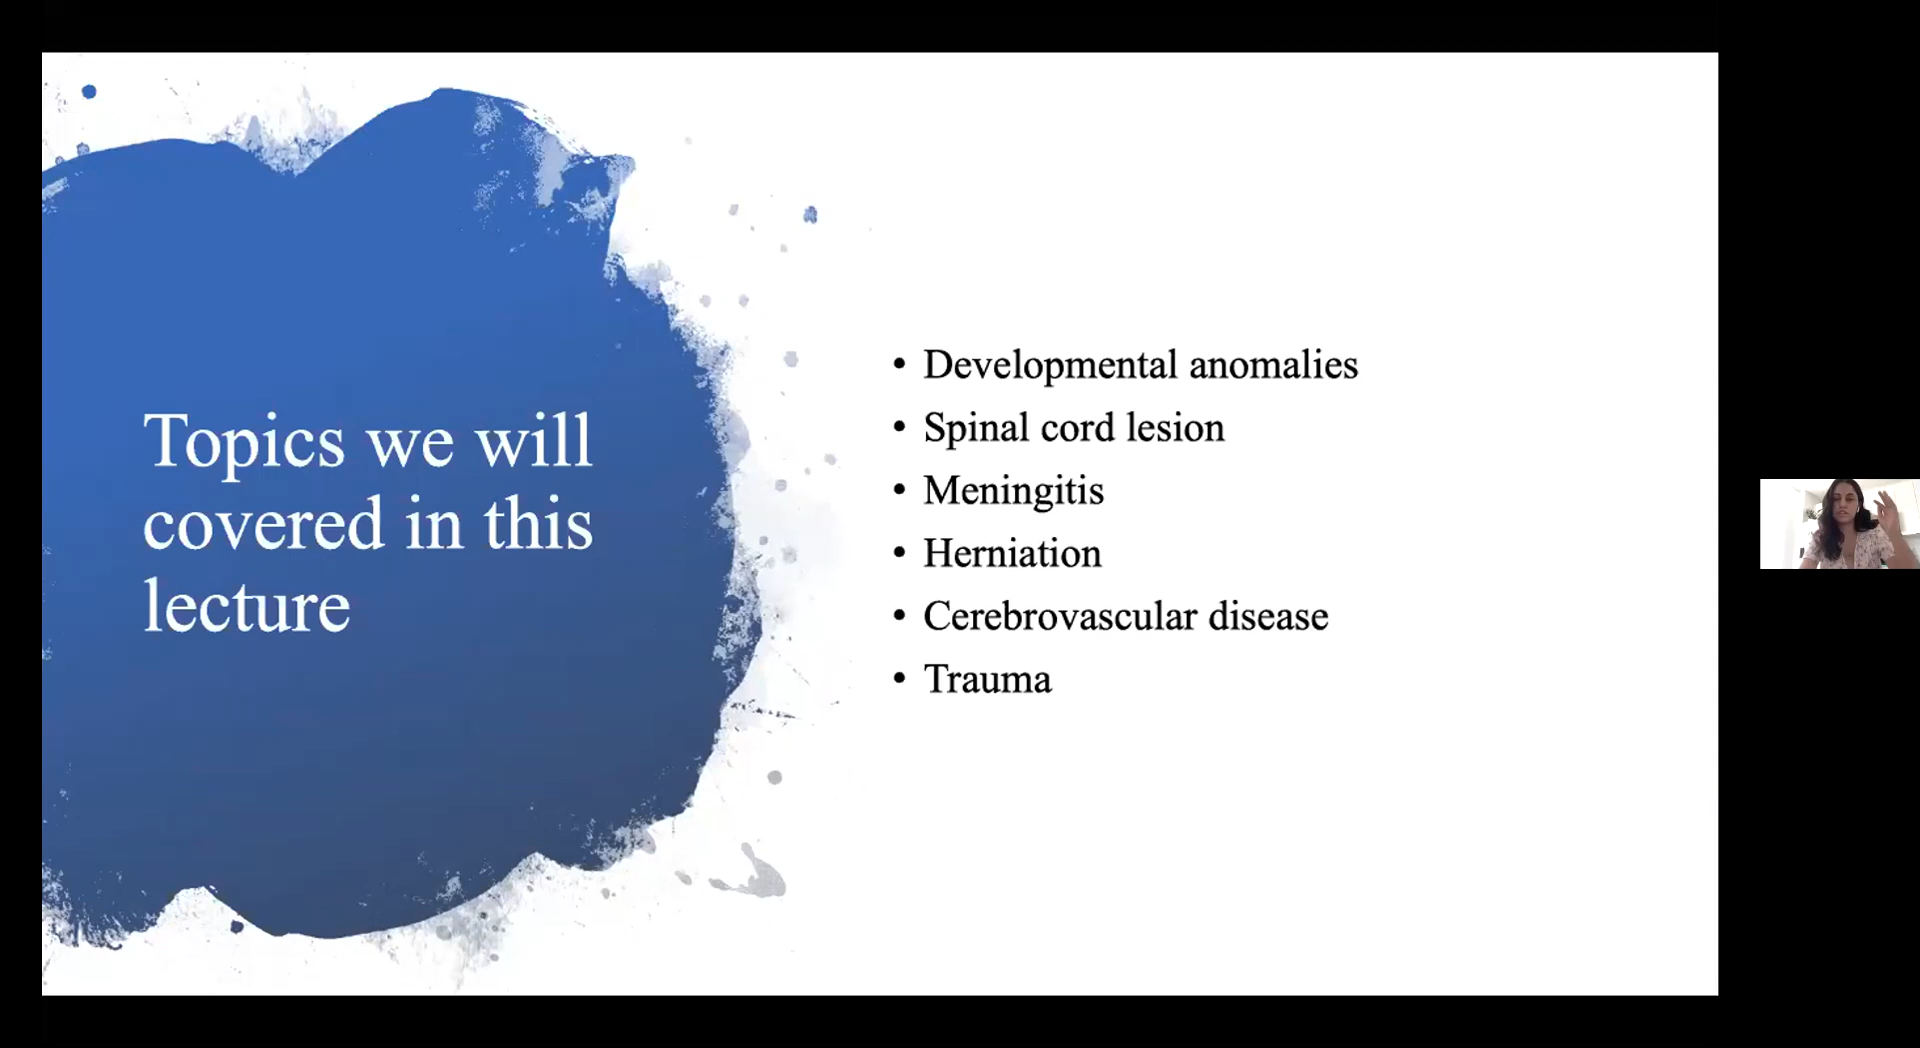 Topics we will
covered in this
lecture
• Developmental anomalies
• Spinal cord lesion
• Meningitis
• Herniation
• Cerebrovascular disease
• Trauma